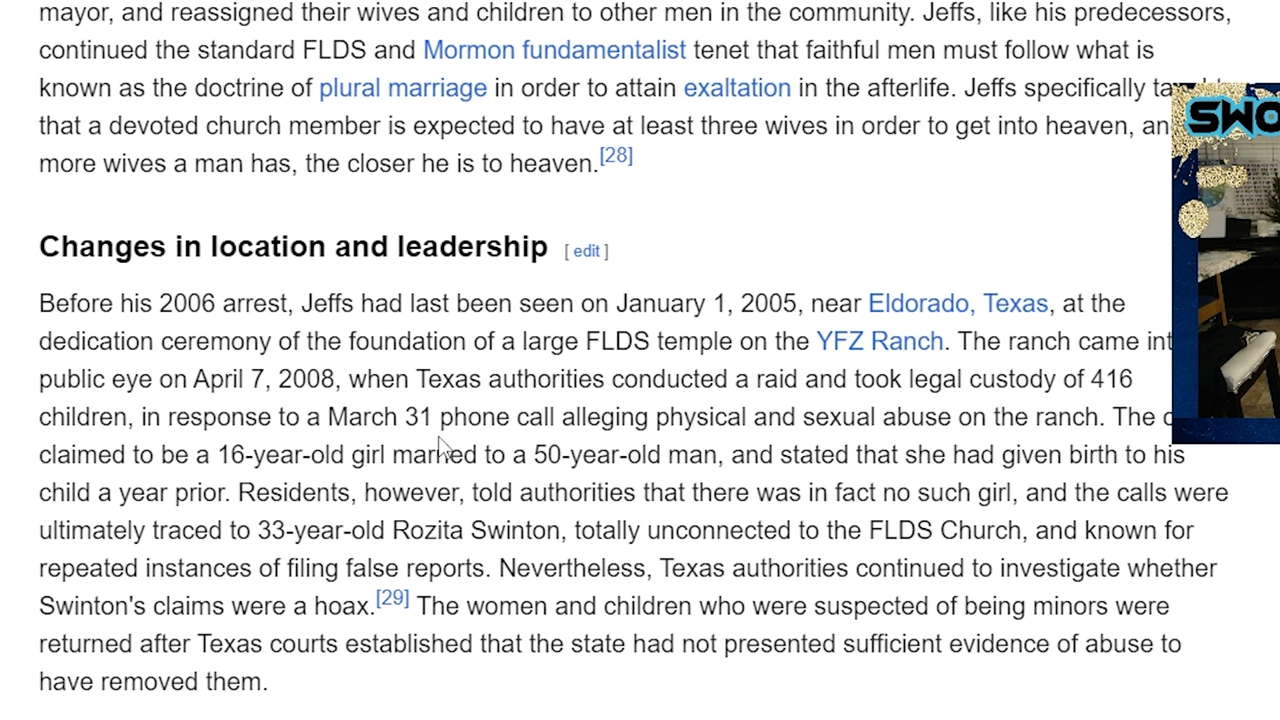 mayor, and reassigned their wives and children to other men in the community. Jeffs, like his predecessors,
continued the standard FLDS and Mormon fundamentalist tenet that faithful men must follow what is
known as the doctrine of plural marriage in order to attain exaltation in the afterlife. Jeffs specifically
that a devoted church member is expected to have at least three wives in order to get into heaven,
more wives a man has, the closer he is to heaven.[28]
Changes in location and leadership [ edit ]
Before his 2006 arrest, Jeffs had last been seen on January 1, 2005, near Eldorado, Texas, at the
dedication ceremony of the foundation of a large FLDS temple on the YFZ Ranch. The ranch came
public eye on April 7, 2008, when Texas authorities conducted a raid and took legal custody of 416
children, in response to a March 31 phone call alleging physical and sexual abuse on the ranch. The
claimed to be a 16-year-old girl married to a 50-year-old man, and stated that she had given birth to his
child a year prior. Residents, however, told authorities that there was in fact no such girl, and the calls were
ultimately traced to 33-year-old Rozita Swinton, totally unconnected to the FLDS Church, and known for
repeated instances of filing false reports. Nevertheless, Texas authorities continued to investigate whether
Swinton's claims were a hoax.[29] The women and children who were suspected of being minors were
returned after Texas courts established that the state had not presented sufficient evidence of abuse to
have removed them.
SWO